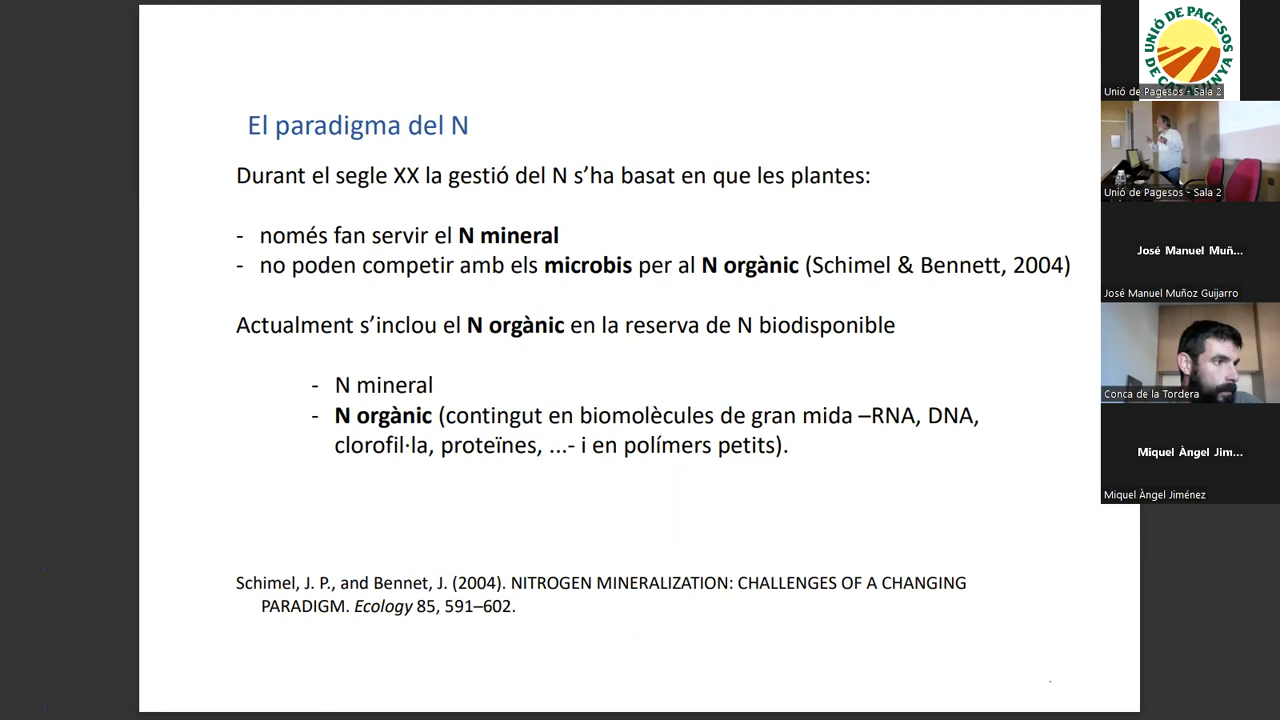 El paradigma del N
Durant el segle XX la gestió del N s’ha basat en que les plantes:
- només fan servir el N mineral
- no poden competir amb els microbis per al N orgànic (Schimel & Bennett, 2004)
Actualment s’inclou el N orgànic en la reserva de N biodisponible
- N mineral
- N orgànic (contingut en biomolècules de gran mida –RNA, DNA,
clorofil·la, proteïnes, ...- i en polímers petits).
Schimel, J. P., and Bennet, J. (2004). NITROGEN MINERALIZATION: CHALLENGES OF A CHANGING
PARADIGM. Ecology 85, 591–602.
UNIÓ DE PAGESOS
DE CATALUNYA
Unió de Pagesos - Sala 2
Unió de Pagesos - Sala 2
José Manuel Muñ...
José Manuel Muñoz Guijarro
Conca de la Tordera
Miquel Àngel Jim...
Miquel Àngel Jiménez